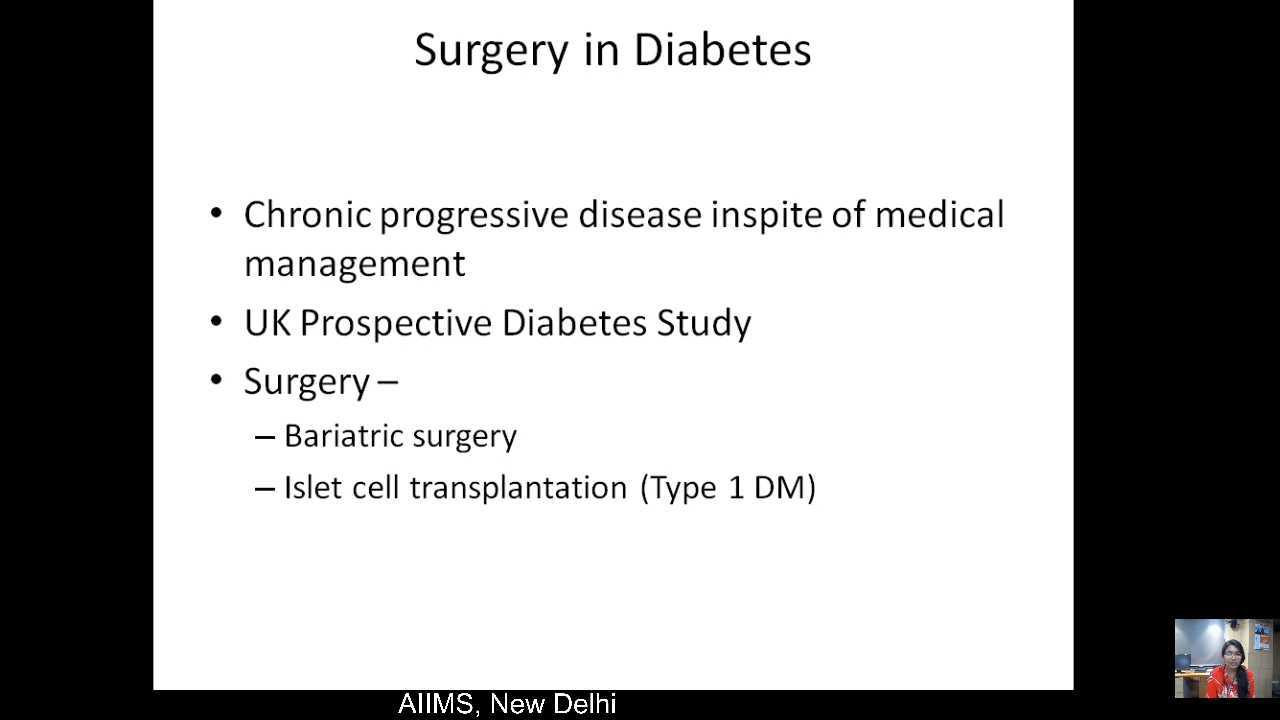 Surgery in Diabetes
• Chronic progressive disease inspite of medical
management
• UK Prospective Diabetes Study
• Surgery –
– Bariatric surgery
– Islet cell transplantation (Type 1 DM)
AIIMS, New Delhi